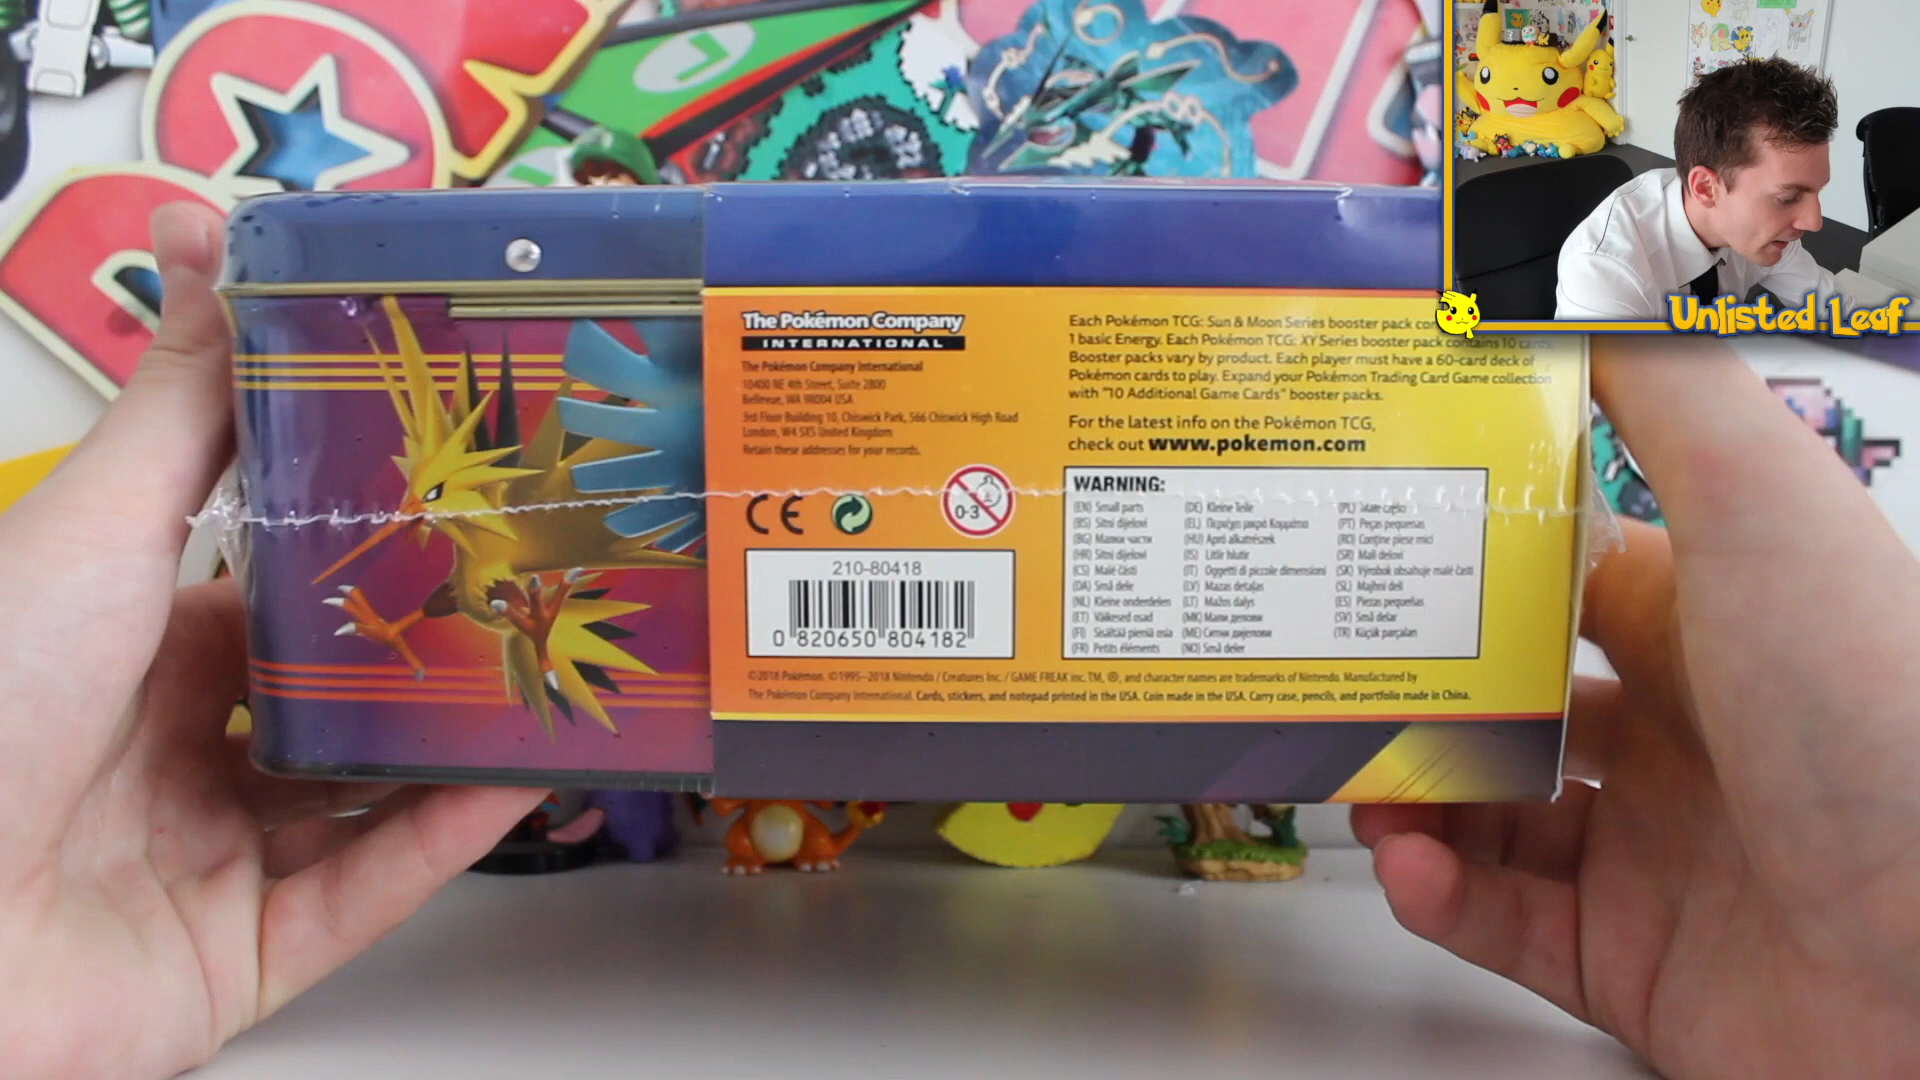 Unlisted Leaf
The Pokémon Company
INTERNATIONAL
The Pokémon Company International
10400 NE 4th Street, Suite 2800
Bellevue, WA 98004 USA
3rd Floor Building 10, Chiswick Park, 566 Chiswick High Road
London, W4 5XS United Kingdom
Retain these addresses for your records.
CE
0-3
210-80418
0 820650 804182
Each Pokémon TCG: Sun & Moon Series booster pack
1 basic Energy. Each Pokémon TCG: XY Series booster pack contains 10 cards.
Booster packs vary by product. Each player must have a 60-card deck of
Pokémon cards to play. Expand your Pokémon Trading Card Game collection
with "10 Additional Game Cards" booster packs.
For the latest info on the Pokémon TCG,
check out www.pokemon.com
WARNING:
(EN) Small parts
(BS) Sitni dijelovi
(BG) Малки части
(HR) Sitni dijelovi
(CS) Malé části
(DA) Små dele
(NL) Kleine onderdelen
(ET) Väikesed osad
(FI) Sisältää pieniä osia
(FR) Petits éléments
(DE) Kleine Teile
(EL) Περιέχει μικρά Κομμάτια
(HU) Apró alkatrészek
(IS) Litlir hlutir
(IT) Oggetti di piccole dimensioni
(LV) Mazas detaļas
(LT) Mažos dalys
(MK) Мали делови
(ME) Ситни дијелови
(NO) Små deler
(PL) Małe części
(PT) Peças pequenas
(RO) Conţine piese mici
(SR) Mali delovi
(SK) Výrobok obsahuje malé časti
(SL) Majhni deli
(ES) Piezas pequeñas
(SV) Små delar
(TR) Küçük parçaları
©2018 Pokémon. ©1995–2018 Nintendo / Creatures Inc. / GAME FREAK inc. TM, ®, and character names are trademarks of Nintendo. Manufactured by
The Pokémon Company International. Cards, stickers, and notepad printed in the USA. Coin made in the USA. Carry case, pencils, and portfolio made in China.